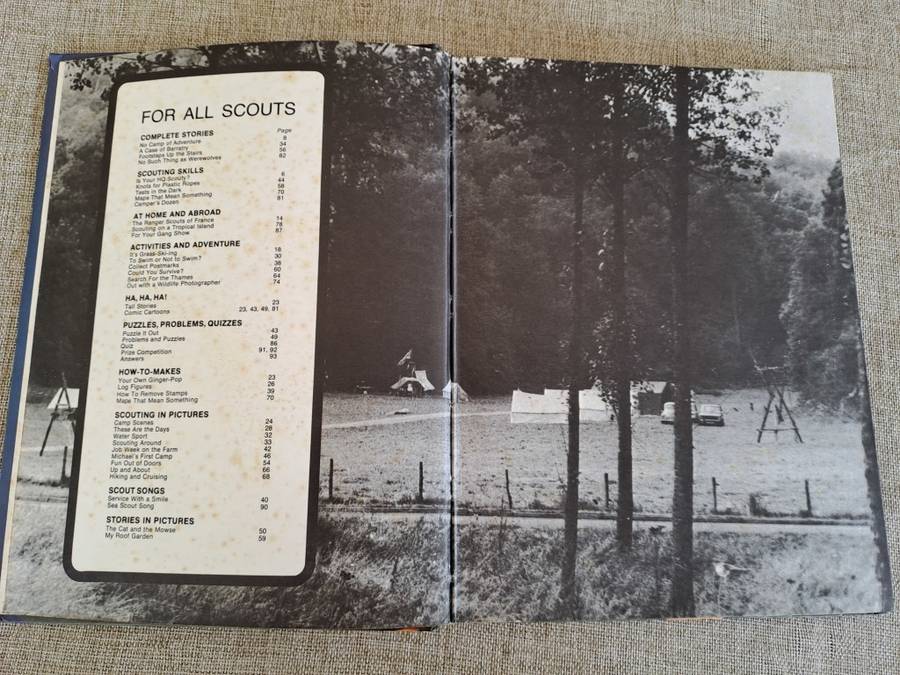 FOR ALL SCOUTS
Page
COMPLETE STORIES
No Camp of Adventure 8
A Case of Barratry 34
Footsteps Up the Stairs 56
No Such Thing as Werewolves 82
SCOUTING SKILLS
Is Your HQ Scouty? 6
Knots for Plastic Ropes 44
Tests in the Dark 58
Maps That Mean Something 70
Camper's Dozen 81
AT HOME AND ABROAD
The Ranger Scouts of France 14
Scouting on a Tropical Island 78
For Your Gang Show 87
ACTIVITIES AND ADVENTURE
It's Grass-Ski-ing 18
To Swim or Not to Swim? 30
Collect Postmarks 38
Could You Survive? 60
Search For the Thames 64
Out with a Wildlife Photographer 74
HA, HA, HA!
Tall Stories 23
Comic Cartoons 23, 43, 49, 81
PUZZLES, PROBLEMS, QUIZZES
Puzzle It Out 43
Problems and Puzzles 49
Quiz 86
Prize Competition 91, 92
Answers 93
HOW-TO-MAKES
Your Own Ginger-Pop 23
Log Figures 26
How To Remove Stamps 39
Maps That Mean Something 70
SCOUTING IN PICTURES
Camp Scenes 24
These Are the Days 28
Water Sport 32
Scouting Around 33
Job Week on the Farm 42
Michael's First Camp 46
Fun Out of Doors 54
Up and About 66
Hiking and Cruising 68
SCOUT SONGS
Service With a Smile 40
Sea Scout Song 90
STORIES IN PICTURES
The Cat and the Mowse 50
My Roof Garden 59